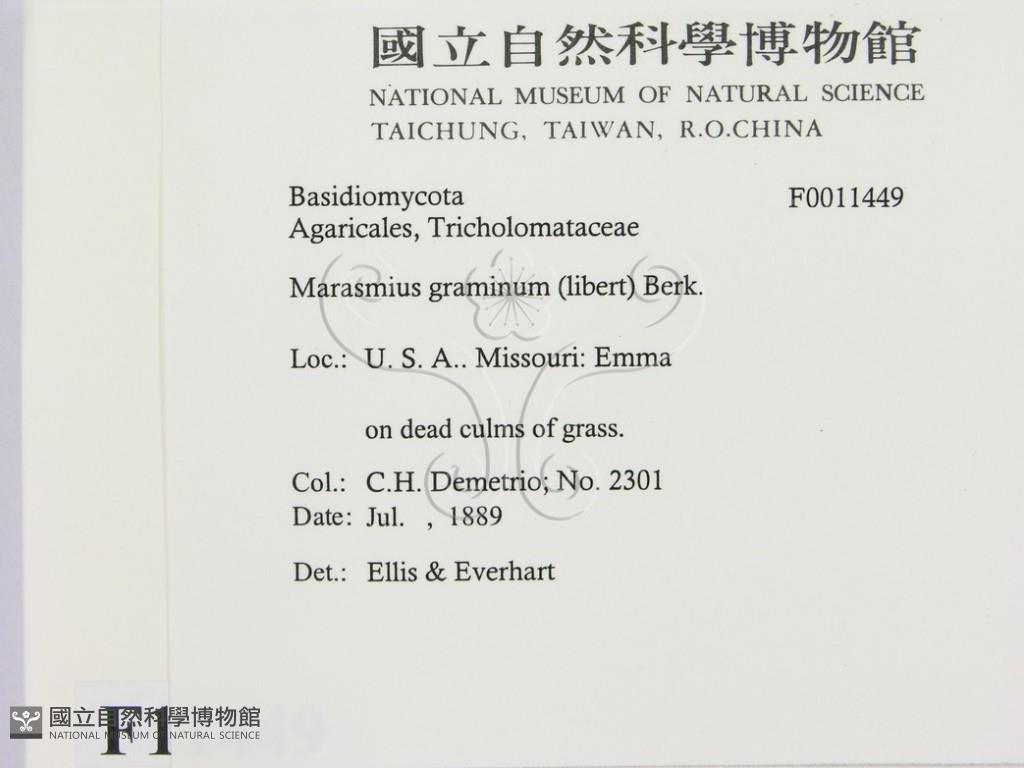 國立自然科學博物館
NATIONAL MUSEUM OF NATURAL SCIENCE
TAICHUNG, TAIWAN, R.O.CHINA
Basidiomycota F0011449
Agaricales, Tricholomataceae
Marasmius graminum (libert) Berk.
Loc.: U. S. A.. Missouri: Emma
on dead culms of grass.
Col.: C.H. Demetrio; No. 2301
Date: Jul. , 1889
Det.: Ellis & Everhart
F1 49
國立自然科學博物館
NATIONAL MUSEUM OF NATURAL SCIENCE